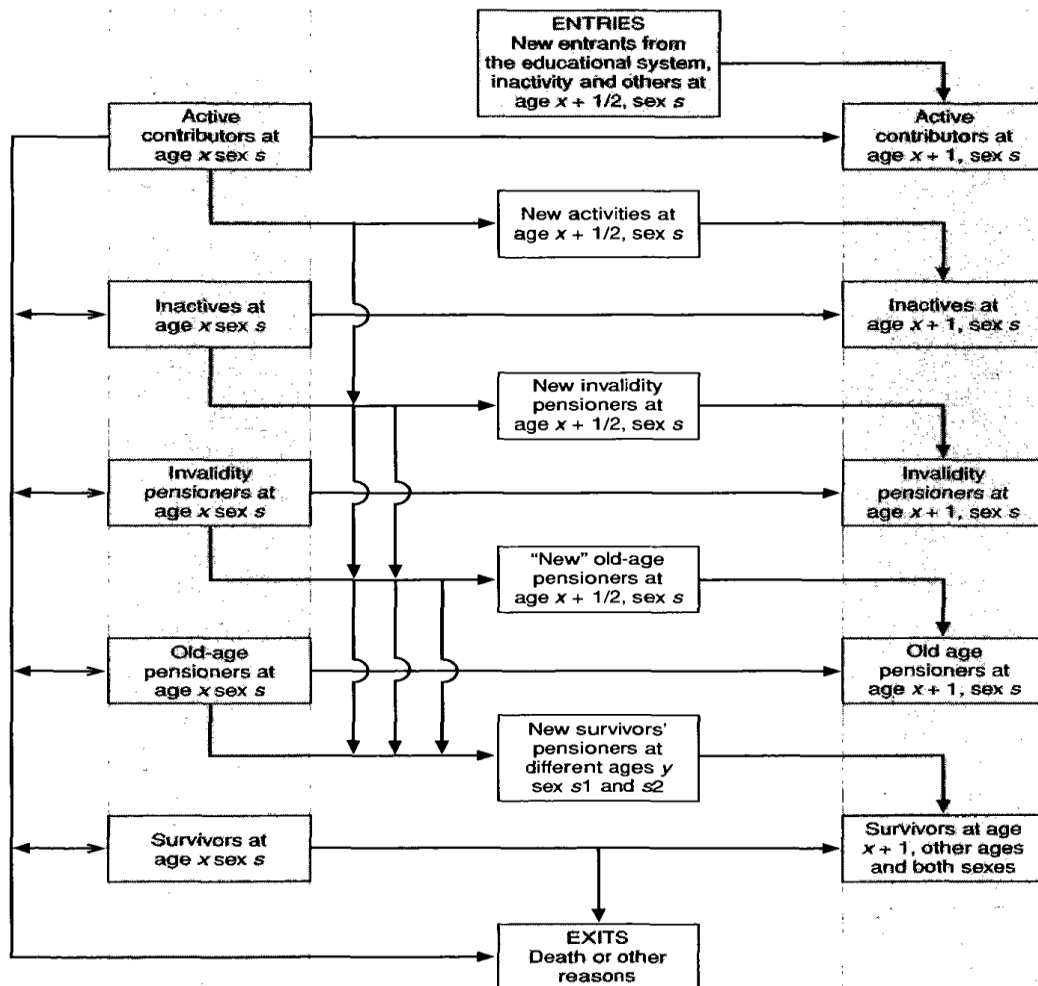 ENTRIES
New entrants from
the educational system,
inactivity and others at
age x + 1/2, sex s
Active
contributors at
age x sex s
Active
contributors at
age x + 1, sex s
New activities at
age x + 1/2, sex s
Inactives at
age x sex s
Inactives at
age x + 1, sex s
New invalidity
pensioners at
age x + 1/2, sex s
Invalidity
pensioners at
age x sex s
Invalidity
pensioners at
age x + 1, sex s
“New” old-age
pensioners at
age x + 1/2, sex s
Old-age
pensioners at
age x sex s
Old age
pensioners at
age x + 1, sex s
New survivors’
pensioners at
different ages y
sex s1 and s2
Survivors at
age x sex s
Survivors at age
x + 1, other ages
and both sexes
EXITS
Death or other
reasons